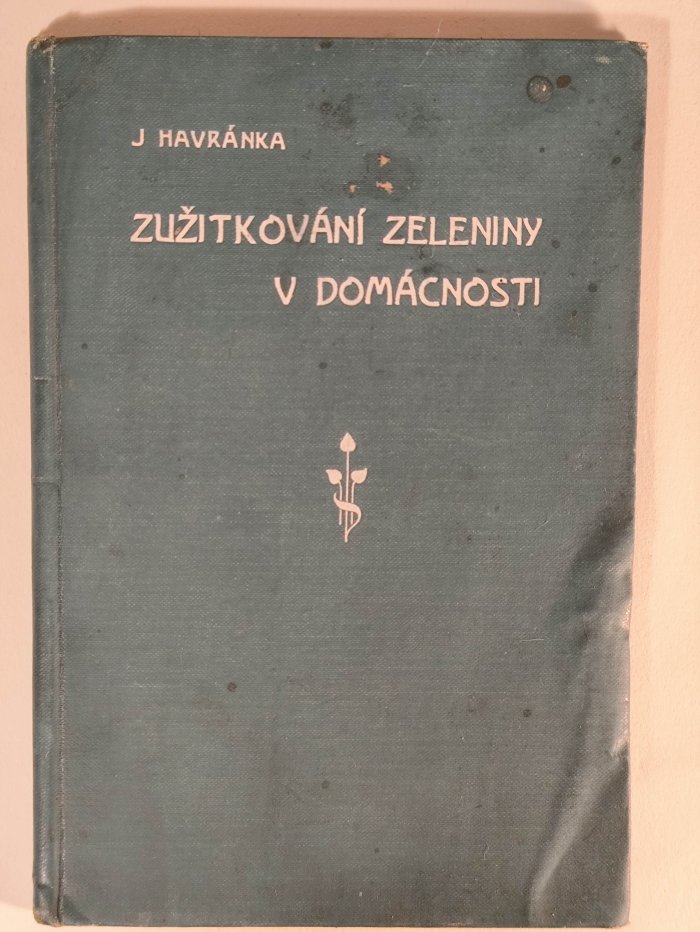 J HAVRÁNKA
ZUŽITKOVÁNÍ ZELENINY
V DOMÁCNOSTI